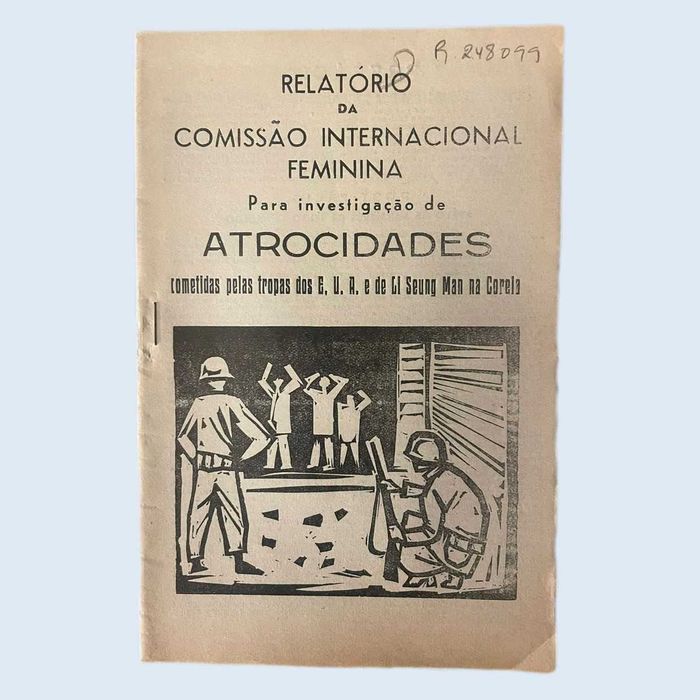 D R. 248099
RELATÓRIO
DA
COMISSÃO INTERNACIONAL
FEMININA
Para investigação de
ATROCIDADES
cometidas pelas tropas dos E. U. A. e de Li Seung Man na Coreia